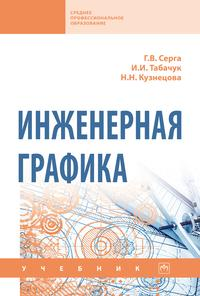 СРЕДНЕЕ
ПРОФЕССИОНАЛЬНОЕ
ОБРАЗОВАНИЕ
Г.В. Серга
И.И. Табачук
Н.Н. Кузнецова
ИНЖЕНЕРНАЯ
ГРАФИКА
УЧЕБНИК